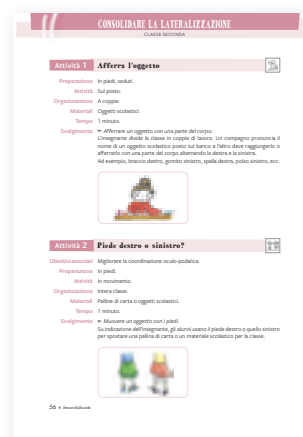 CONSOLIDARE LA LATERALIZZAZIONE
CLASSE SECONDA
Attività 1 Afferra l'oggetto
Preparazione In piedi, seduti.
Attività Sul posto.
Organizzazione A coppie.
Materiali Oggetti scolastici.
Tempo 1 minuto.
Svolgimento ➳ Afferrare un oggetto con una parte del corpo.
L'insegnante divide la classe in coppie di lavoro. Un compagno pronuncia il
nome di un oggetto scolastico posto sul banco e l'altro deve raggiungerlo o
afferrarlo con una parte del corpo alternando la destra e la sinistra.
Ad esempio, braccio destro, gomito sinistro, spalla destra, polso sinistro, ecc.
Attività 2 Piede destro o sinistro?
Obiettivi associati Migliorare la coordinazione oculo-podalica.
Preparazione In piedi.
Attività In movimento.
Organizzazione Intera classe.
Materiali Palline di carta o oggetti scolastici.
Tempo 1 minuto.
Svolgimento ➳ Muovere un oggetto con i piedi.
Su indicazione dell'insegnante, gli alunni usano il piede destro o quello sinistro
per spostare una pallina di carta o un materiale scolastico per la classe.
56